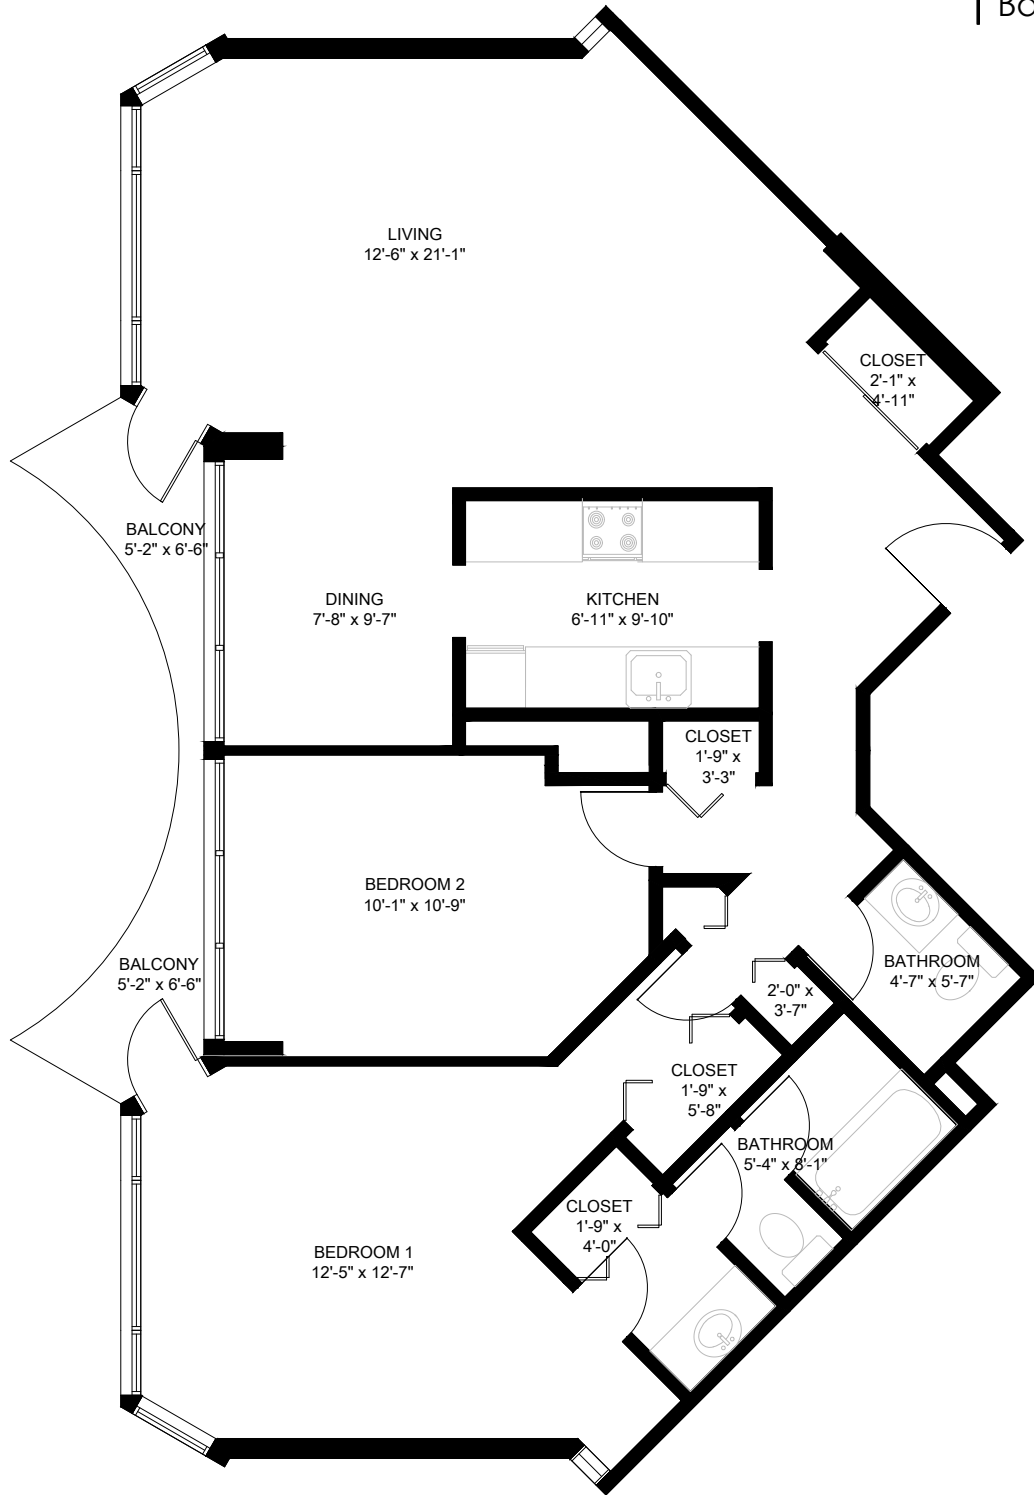 LIVING
12'-6" x 21'-1"
CLOSET
2'-1" x
4'-11"
BALCONY
5'-2" x 6'-6"
DINING
7'-8" x 9'-7"
KITCHEN
6'-11" x 9'-10"
CLOSET
1'-9" x
3'-3"
BEDROOM 2
10'-1" x 10'-9"
BALCONY
5'-2" x 6'-6"
BATHROOM
4'-7" x 5'-7"
2'-0" x
3'-7"
CLOSET
1'-9" x
5'-8"
BATHROOM
5'-4" x 8'-1"
CLOSET
1'-9" x
4'-0"
BEDROOM 1
12'-5" x 12'-7"